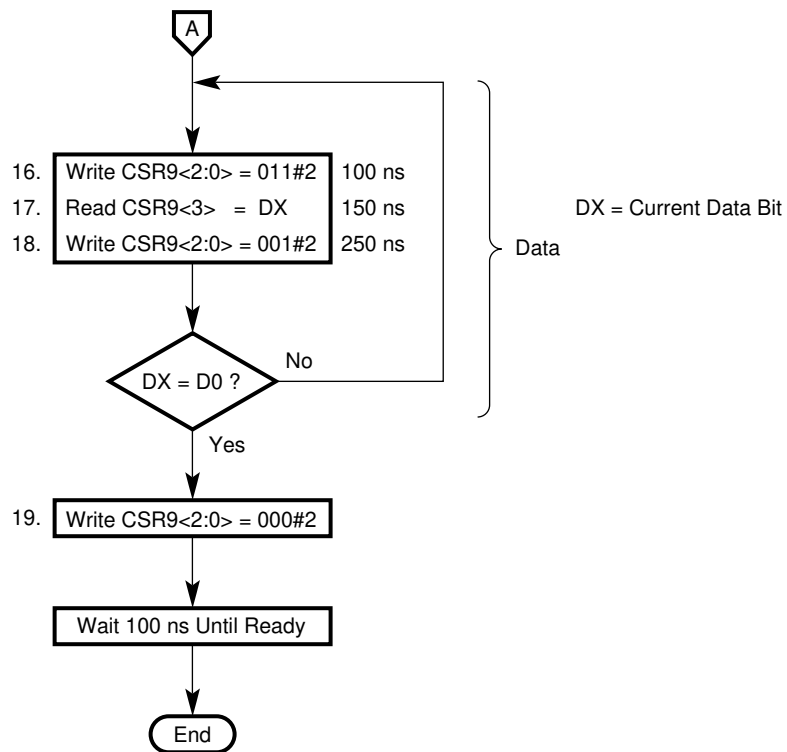 A
16. Write CSR9<2:0> = 011#2 100 ns
17. Read CSR9<3> = DX 150 ns
18. Write CSR9<2:0> = 001#2 250 ns
DX = Current Data Bit
Data
DX = D0 ?
No
Yes
19. Write CSR9<2:0> = 000#2
Wait 100 ns Until Ready
End